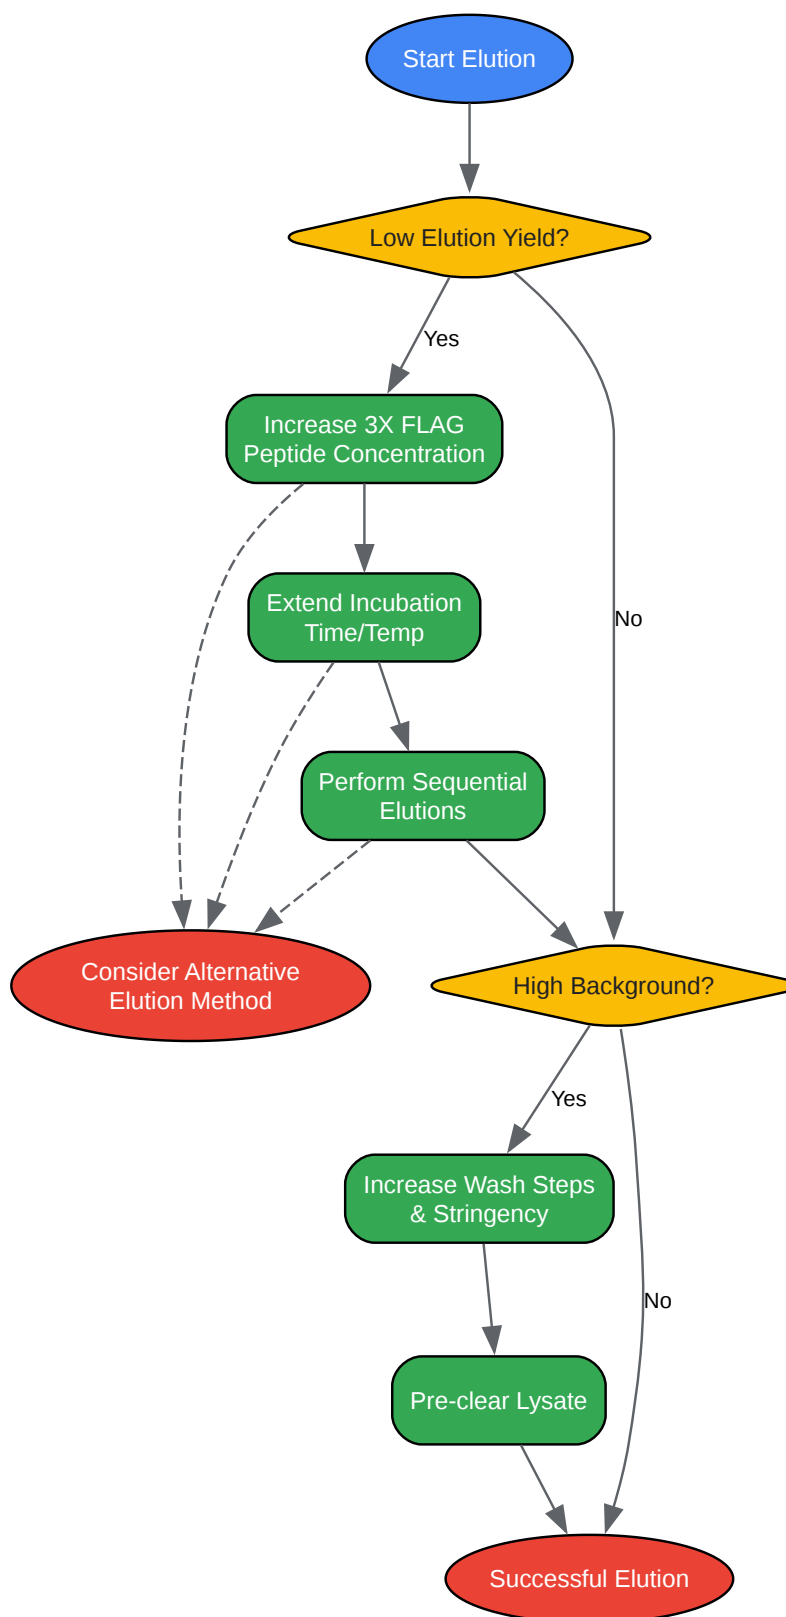 Start Elution
Low Elution Yield?
Yes
Increase 3X FLAG
Peptide Concentration
Extend Incubation
Time/Temp
No
Perform Sequential
Elutions
Consider Alternative
Elution Method
High Background?
Yes
Increase Wash Steps
& Stringency
No
Pre-clear Lysate
Successful Elution